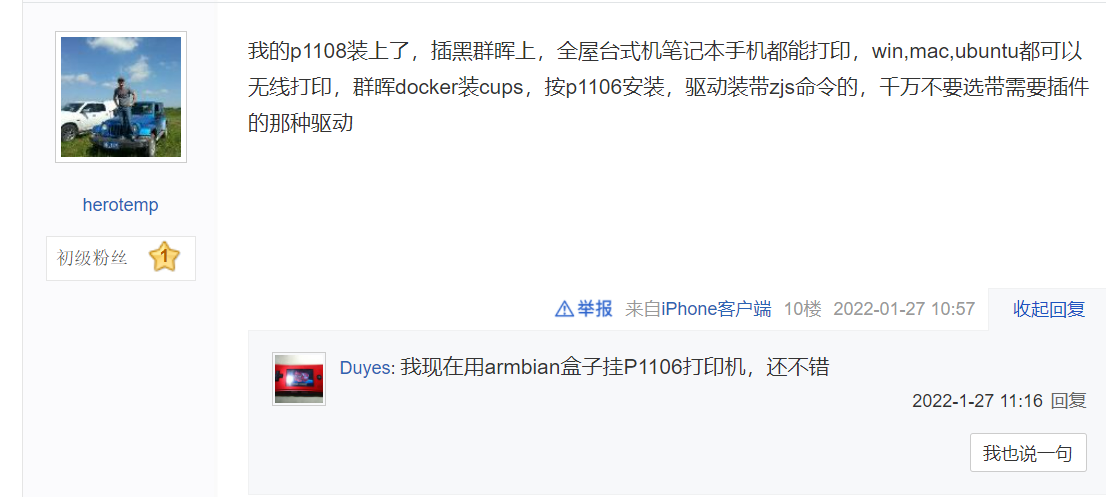 我的p1108装上了，插黑群晖上，全屋台式机笔记本手机都能打印，win,mac,ubuntu都可以
无线打印，群晖docker装cups，按p1106安装，驱动装带zjs命令的，千万不要选带需要插件
的那种驱动
herotemp
初级粉丝 1
举报 来自iPhone客户端 10楼 2022-01-27 10:57 收起回复
Duyes: 我现在用armbian盒子挂P1106打印机，还不错
2022-1-27 11:16 回复
我也说一句